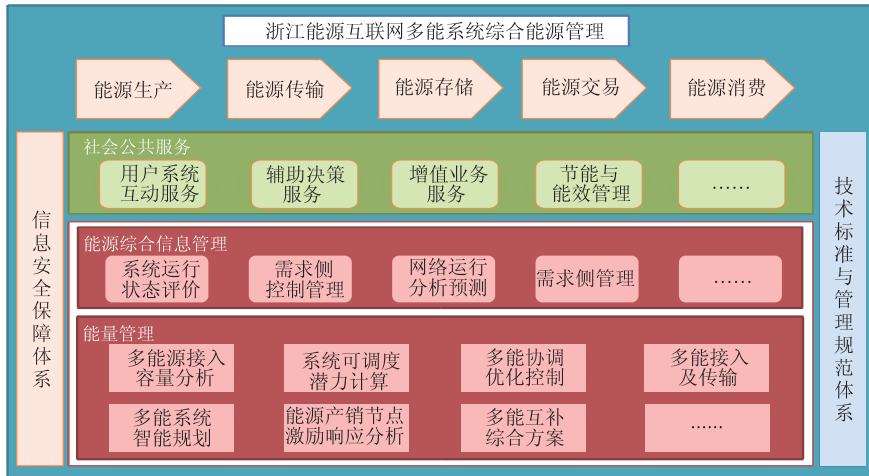 浙江能源互联网多能系统综合能源管理
能源生产
能源传输
能源存储
能源交易
能源消费
信息安全保障体系
社会公共服务
用户系统
互动服务
辅助决策
服务
增值业务
服务
节能与
能效管理
……
能源综合信息管理
系统运行
状态评价
需求侧
控制管理
网络运行
分析预测
需求侧管理
……
能量管理
多能源接入
容量分析
系统可调度
潜力计算
多能协调
优化控制
多能接入
及传输
多能系统
智能规划
能源产销节点
激励响应分析
多能互补
综合方案
……
技术标准与管理规范体系